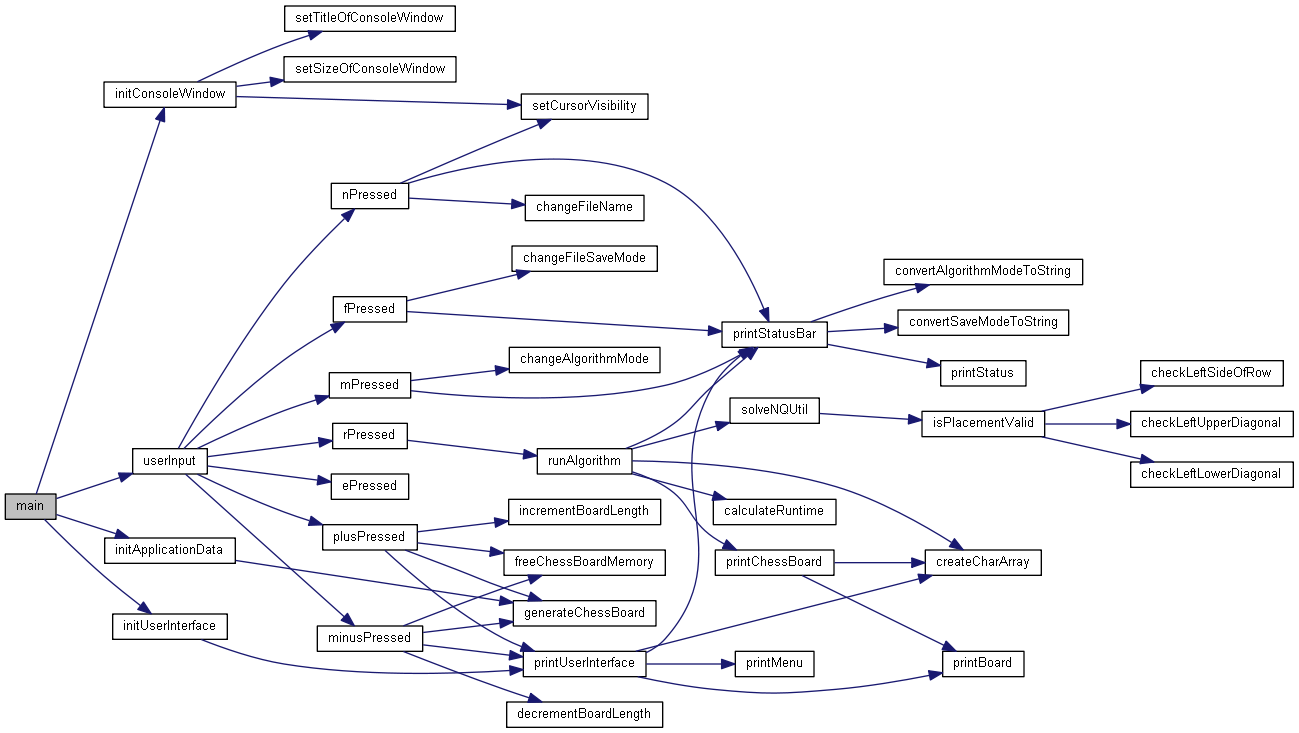 setTitleOfConsoleWindow
setSizeOfConsoleWindow
initConsoleWindow
setCursorVisibility
nPressed
changeFileName
changeFileSaveMode
convertAlgorithmModeToString
fPressed
convertSaveModeToString
printStatusBar
changeAlgorithmMode
printStatus
checkLeftSideOfRow
mPressed
solveNQUtil
isPlacementValid
checkLeftUpperDiagonal
rPressed
userInput
runAlgorithm
checkLeftLowerDiagonal
ePressed
main
incrementBoardLength
calculateRuntime
plusPressed
initApplicationData
freeChessBoardMemory
printChessBoard
createCharArray
generateChessBoard
initUserInterface
minusPressed
printUserInterface
printMenu
printBoard
decrementBoardLength